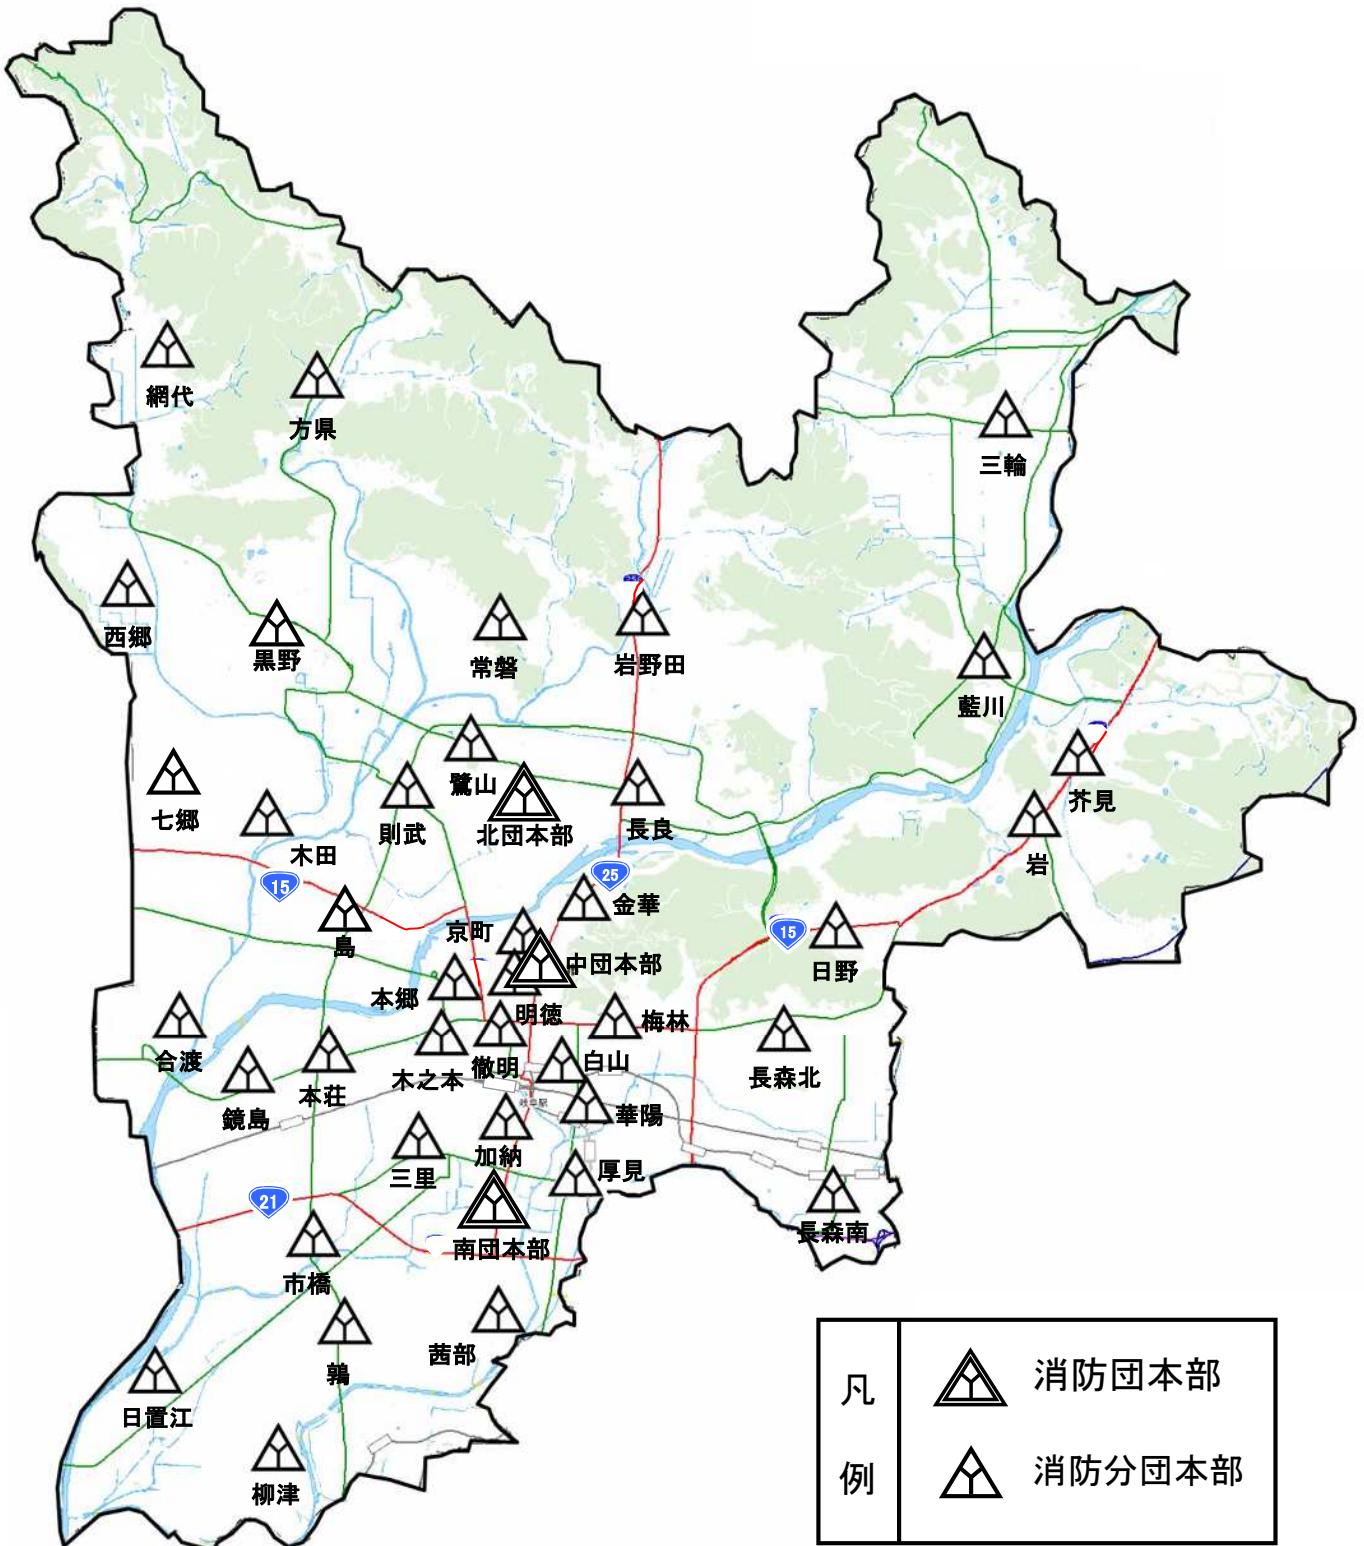 網代
方県
三輪
西郷
黒野
常磐
岩野田
藍川
七郷
木田
則武
鷺山
北団本部
長良
芥見
岩
15
25
島
京町
金華
中団本部
15
日野
本郷
明徳
梅林
合渡
鏡島
本荘
木之本
徹明
白山
長森北
岐阜駅
華陽
三里
加納
厚見
21
南団本部
長森南
市橋
鶉
茜部
日置江
柳津
凡例
消防団本部
消防分団本部